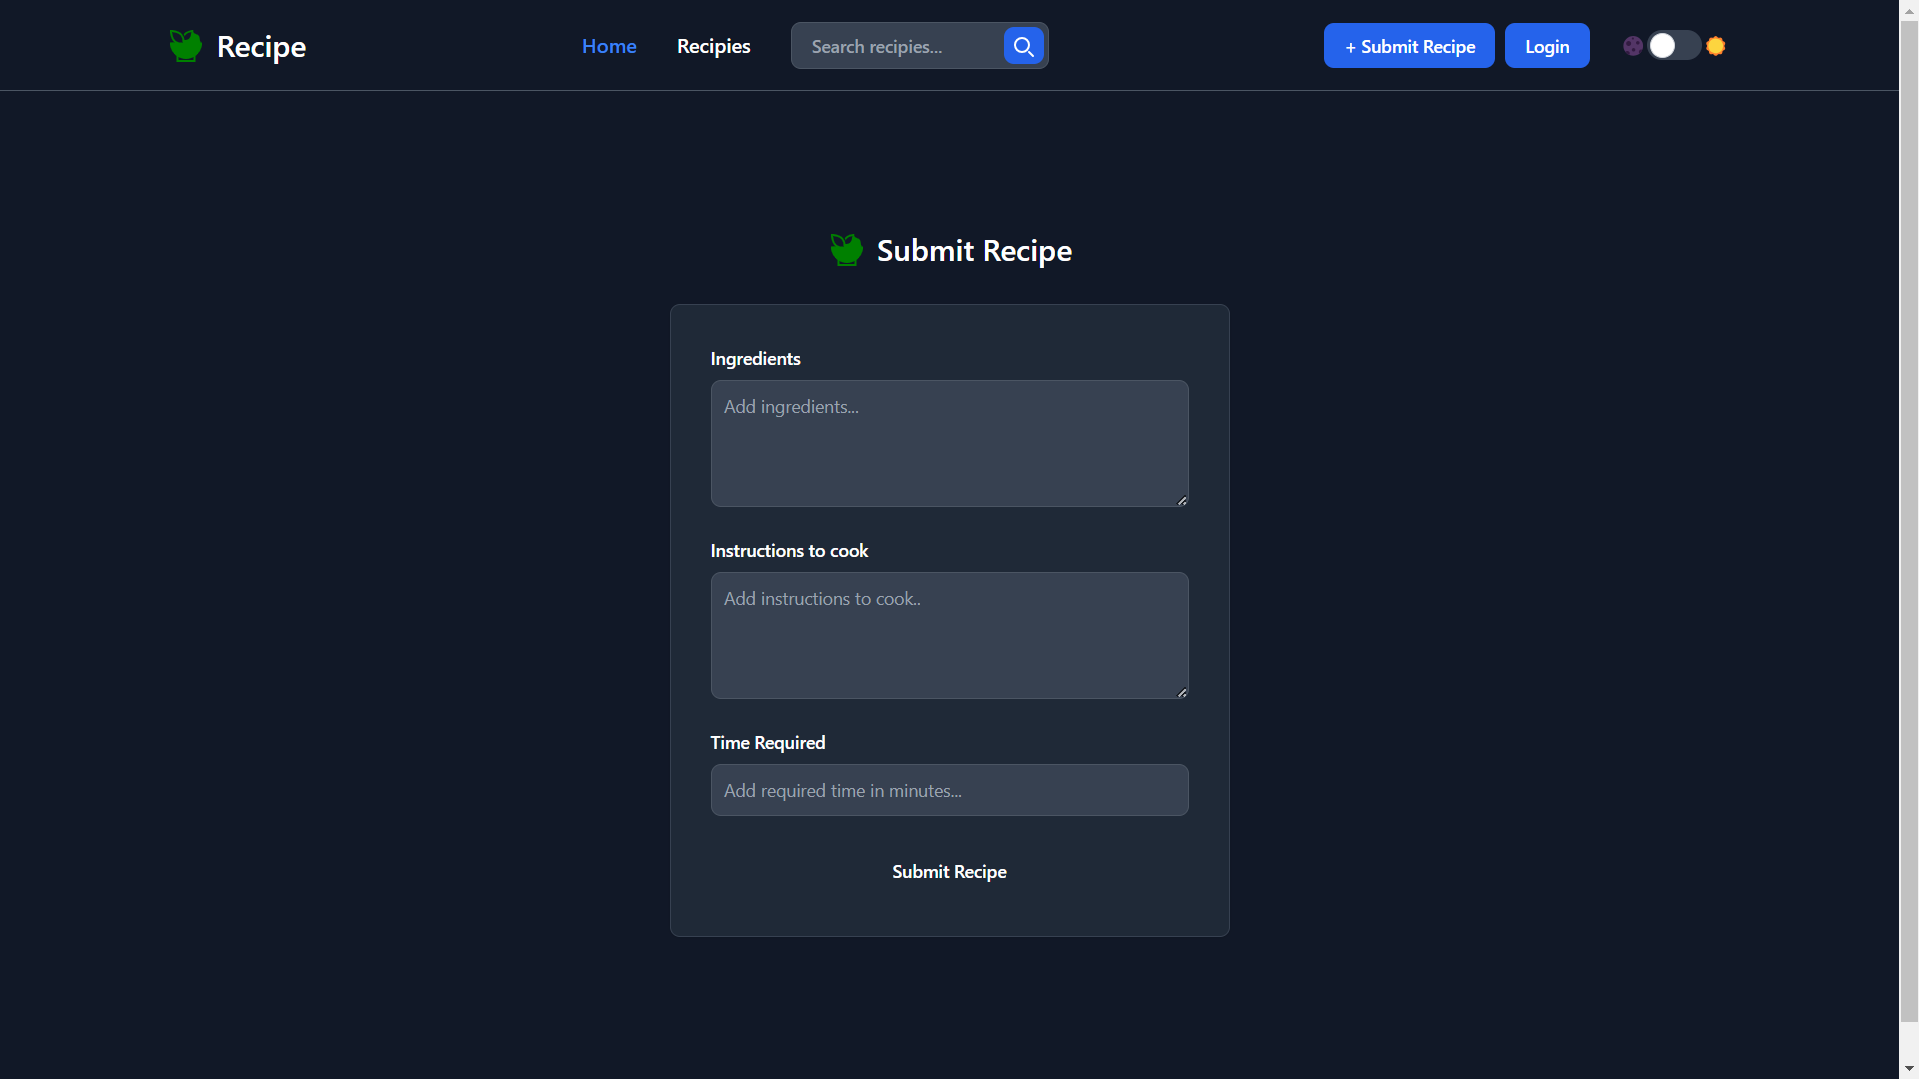 Recipe
Home
Recipies
Search recipies...
+ Submit Recipe
Login
Submit Recipe
Ingredients
Add ingredients...
Instructions to cook
Add instructions to cook..
Time Required
Add required time in minutes...
Submit Recipe